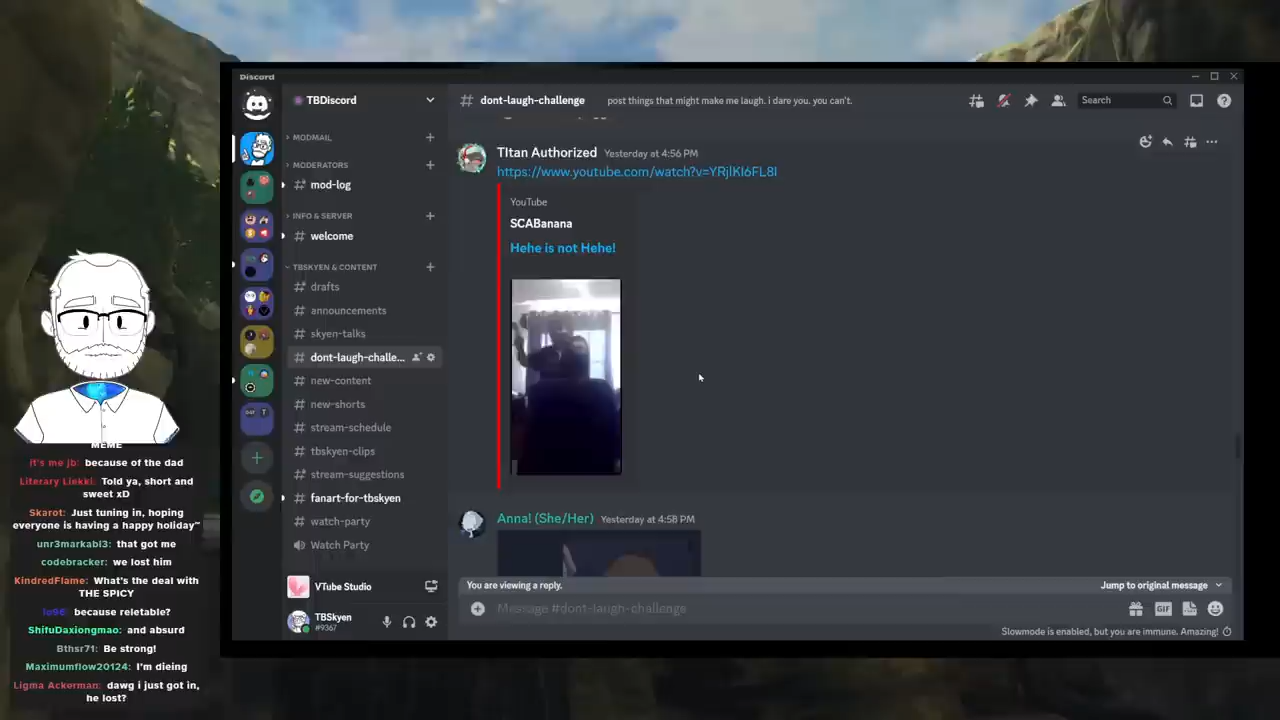 Discord
TBDiscord
dont-laugh-challenge
post things that might make me laugh. i dare you. you can't.
Search
MODMAIL
MODERATORS
mod-log
INFO & SERVER
welcome
TBSKYEN & CONTENT
drafts
announcements
skyen-talks
dont-laugh-challe...
new-content
new-shorts
stream-schedule
tbskyen-clips
stream-suggestions
fanart-for-tbskyen
watch-party
Watch Party
VTube Studio
TBSkyen
#9367
TItan Authorized Yesterday at 4:56 PM
https://www.youtube.com/watch?v=YRjlKI6FL8I
YouTube
SCABanana
Hehe is not Hehe!
Anna! (She/Her) Yesterday at 4:58 PM
You are viewing a reply.
Jump to original message
Message #dont-laugh-challenge
GIF
Slowmode is enabled, but you are immune. Amazing!
MEME
it's me jb: because of the dad
Literary Liekki: Told ya, short and
sweet xD
Skarot: Just tuning in, hoping
everyone is having a happy holiday~
unr3markabl3: that got me
codebracker: we lost him
KindredFlame: What's the deal with
THE SPICY
lo96: because reletable?
ShifuDaxiongmao: and absurd
Bthsr71: Be strong!
Maximumflow20124: I'm dieing
Ligma Ackerman: dawg i just got in,
he lost?